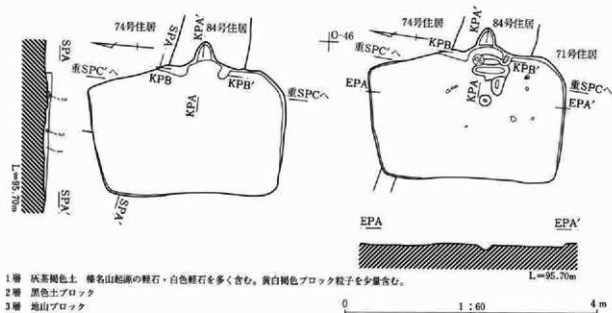 74号住居
84号住居
SPA
KPA'
重SPC'へ
KPB
KPB'
KPA
重SPCへ
SPA'
SPA
1
SPA'
L=95.70m
O-46
74号住居
84号住居
71号住居
KPB
重SPC'へ
KPB'
KPA
EPA
重SPCへ
EPA'
EPA
EPA'
L=95.70m
1層 灰茶褐色土 榛名山起源の軽石・白色軽石を多く含む。黄白褐色ブロック粒子を少量含む。
2層 黒色土ブロック
3層 地山ブロック
0 1:60 4m